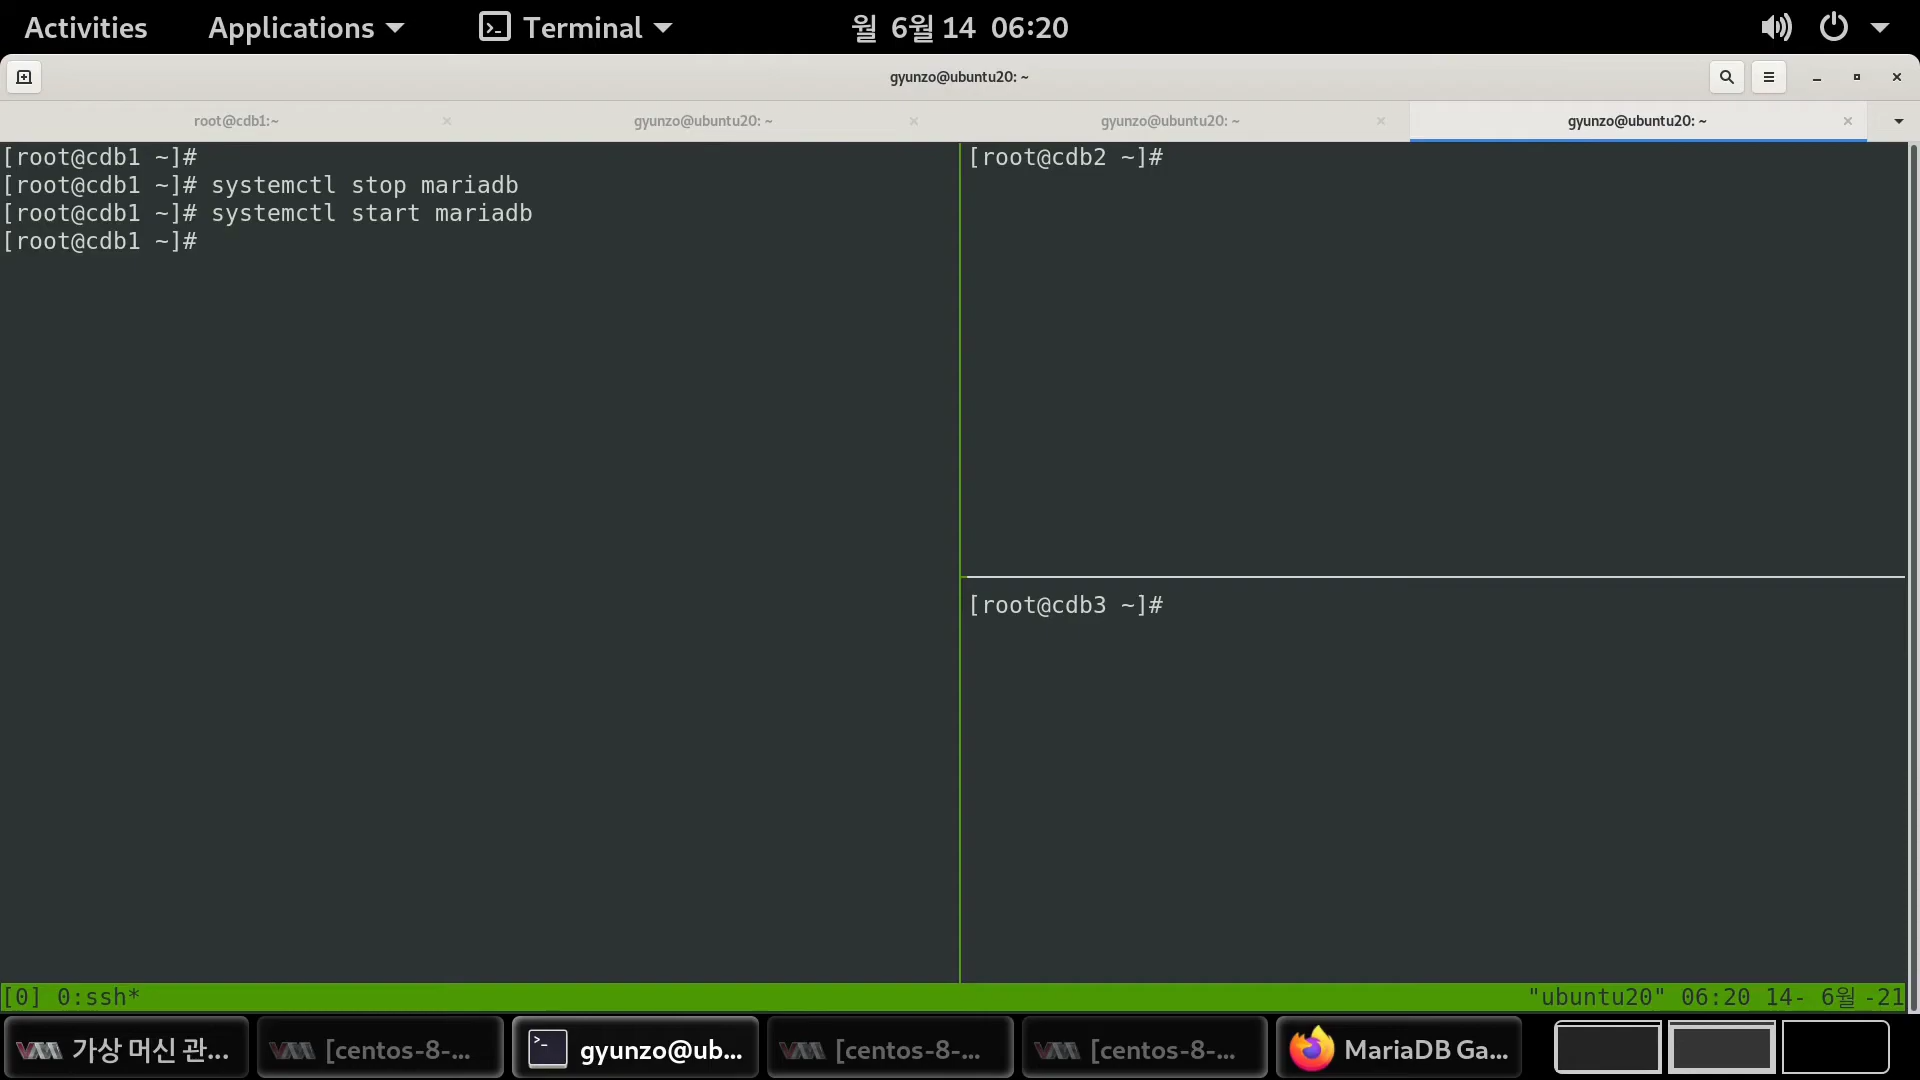 Activities Applications Terminal 월 6월 14 06:20
gyunzo@ubuntu20: ~
root@cdb1:~ gyunzo@ubuntu20: ~ gyunzo@ubuntu20: ~ gyunzo@ubuntu20: ~
[root@cdb1 ~]#
[root@cdb1 ~]# systemctl stop mariadb
[root@cdb1 ~]# systemctl start mariadb
[root@cdb1 ~]#
[root@cdb2 ~]#
[root@cdb3 ~]#
[0] 0:ssh* "ubuntu20" 06:20 14- 6월 -21
가상 머신 관... [centos-8-... gyunzo@ub... [centos-8-... [centos-8-... MariaDB Ga...